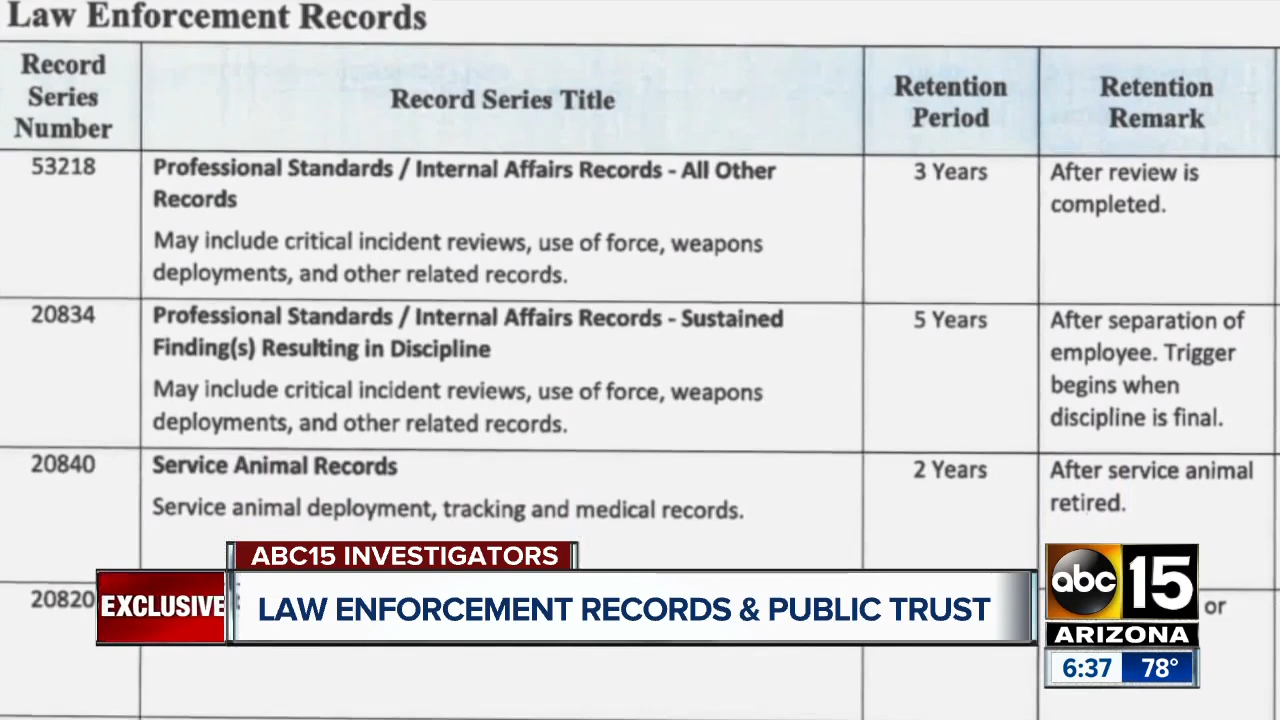 Law Enforcement Records
Record
Series
Number
Record Series Title
Retention
Period
Retention
Remark
53218
Professional Standards / Internal Affairs Records - All Other
Records
May include critical incident reviews, use of force, weapons
deployments, and other related records.
3 Years
After review is
completed.
20834
Professional Standards / Internal Affairs Records - Sustained
Finding(s) Resulting in Discipline
May include critical incident reviews, use of force, weapons
deployments, and other related records.
5 Years
After separation of
employee. Trigger
begins when
discipline is final.
20840
Service Animal Records
Service animal deployment, tracking and medical records.
2 Years
After service animal
retired.
20820
or
ABC15 INVESTIGATORS
EXCLUSIVE
LAW ENFORCEMENT RECORDS & PUBLIC TRUST
abc 15
ARIZONA
6:37 78°